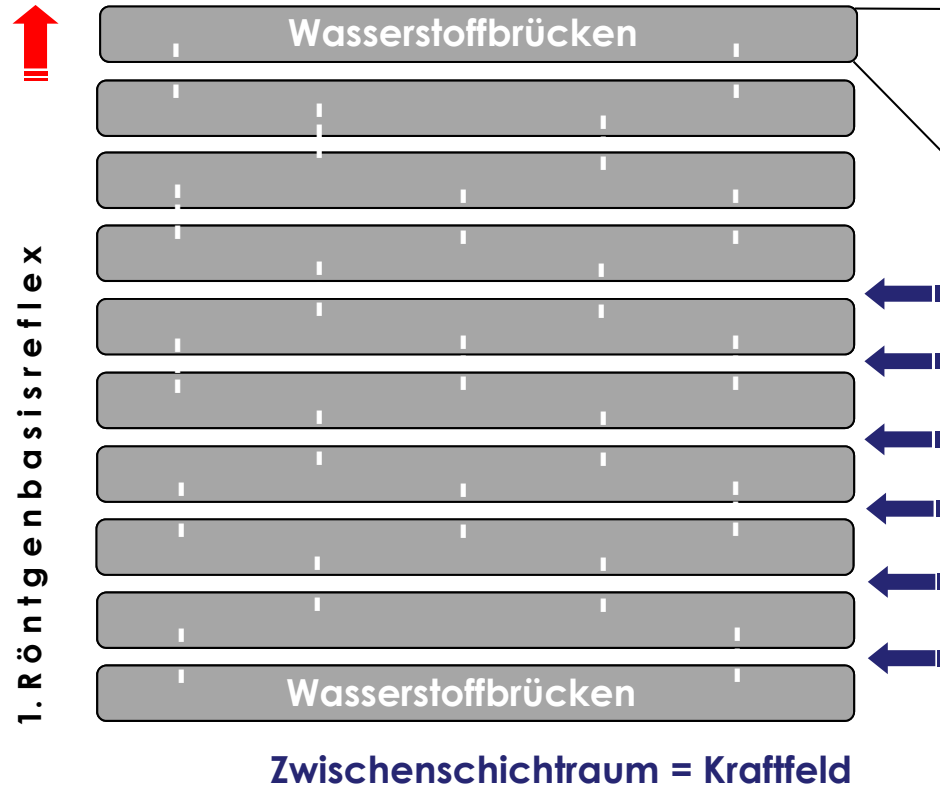 Wasserstoffbrücken
1. Röntgenbasisreflex
Wasserstoffbrücken
Zwischenschichtraum = Kraftfeld